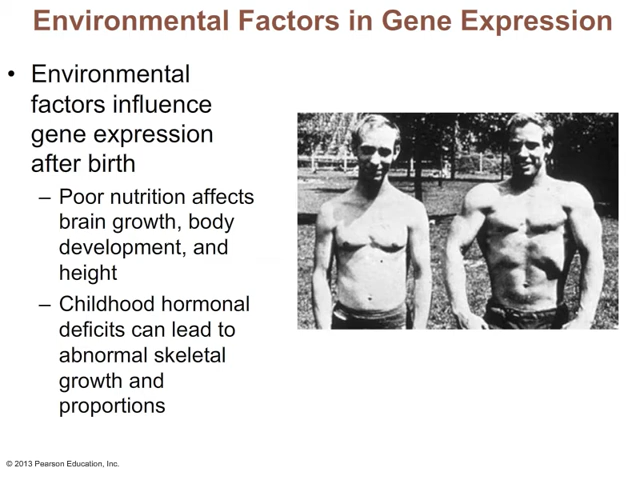 Environmental Factors in Gene Expression
• Environmental
factors influence
gene expression
after birth
– Poor nutrition affects
brain growth, body
development, and
height
– Childhood hormonal
deficits can lead to
abnormal skeletal
growth and
proportions
© 2013 Pearson Education, Inc.